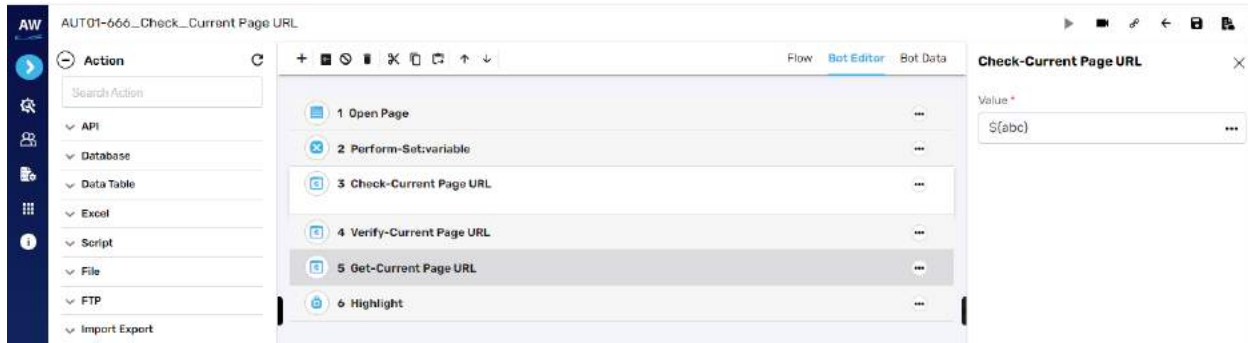 AW
AUT01-666_Check_Current Page URL
Action
Search Action
API
Database
Data Table
Excel
Script
File
FTP
Import Export
Flow Bot Editor Bot Data
1 Open Page
2 Perform-Set:variable
3 Check-Current Page URL
4 Verify-Current Page URL
5 Get-Current Page URL
6 Highlight
Check-Current Page URL
Value *
${abc}